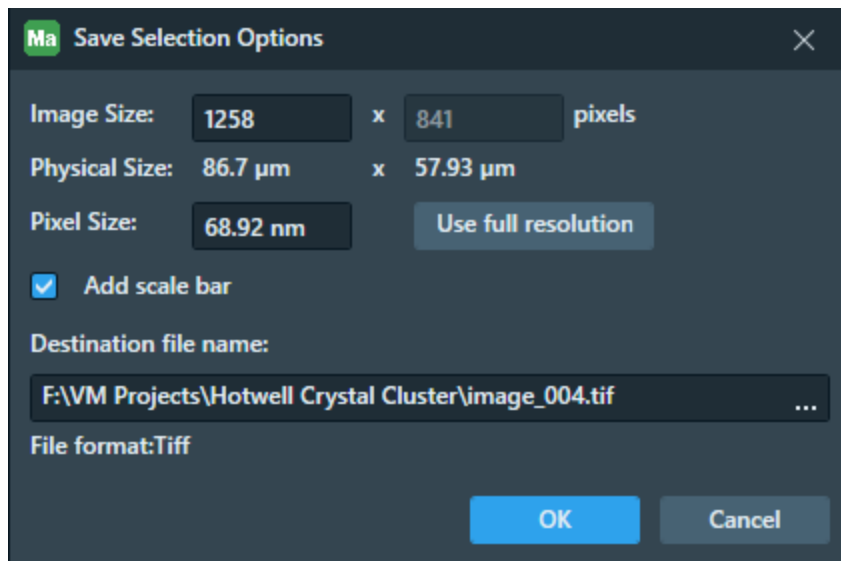 Ma Save Selection Options
Image Size: 1258 x 841 pixels
Physical Size: 86.7 µm x 57.93 µm
Pixel Size: 68.92 nm Use full resolution
Add scale bar
Destination file name:
F:\VM Projects\Hotwell Crystal Cluster\image_004.tif ...
File format:Tiff
OK Cancel